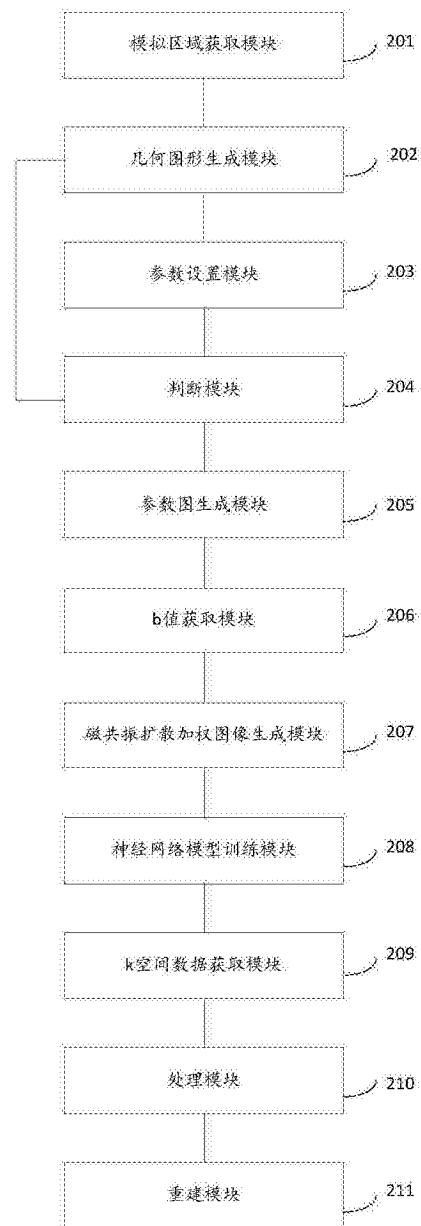 模拟区域获取模块 201
几何图形生成模块 202
参数设置模块 203
判断模块 204
参数图生成模块 205
b值获取模块 206
磁共振扩散加权图像生成模块 207
神经网络模型训练模块 208
k空间数据获取模块 209
处理模块 210
重建模块 211